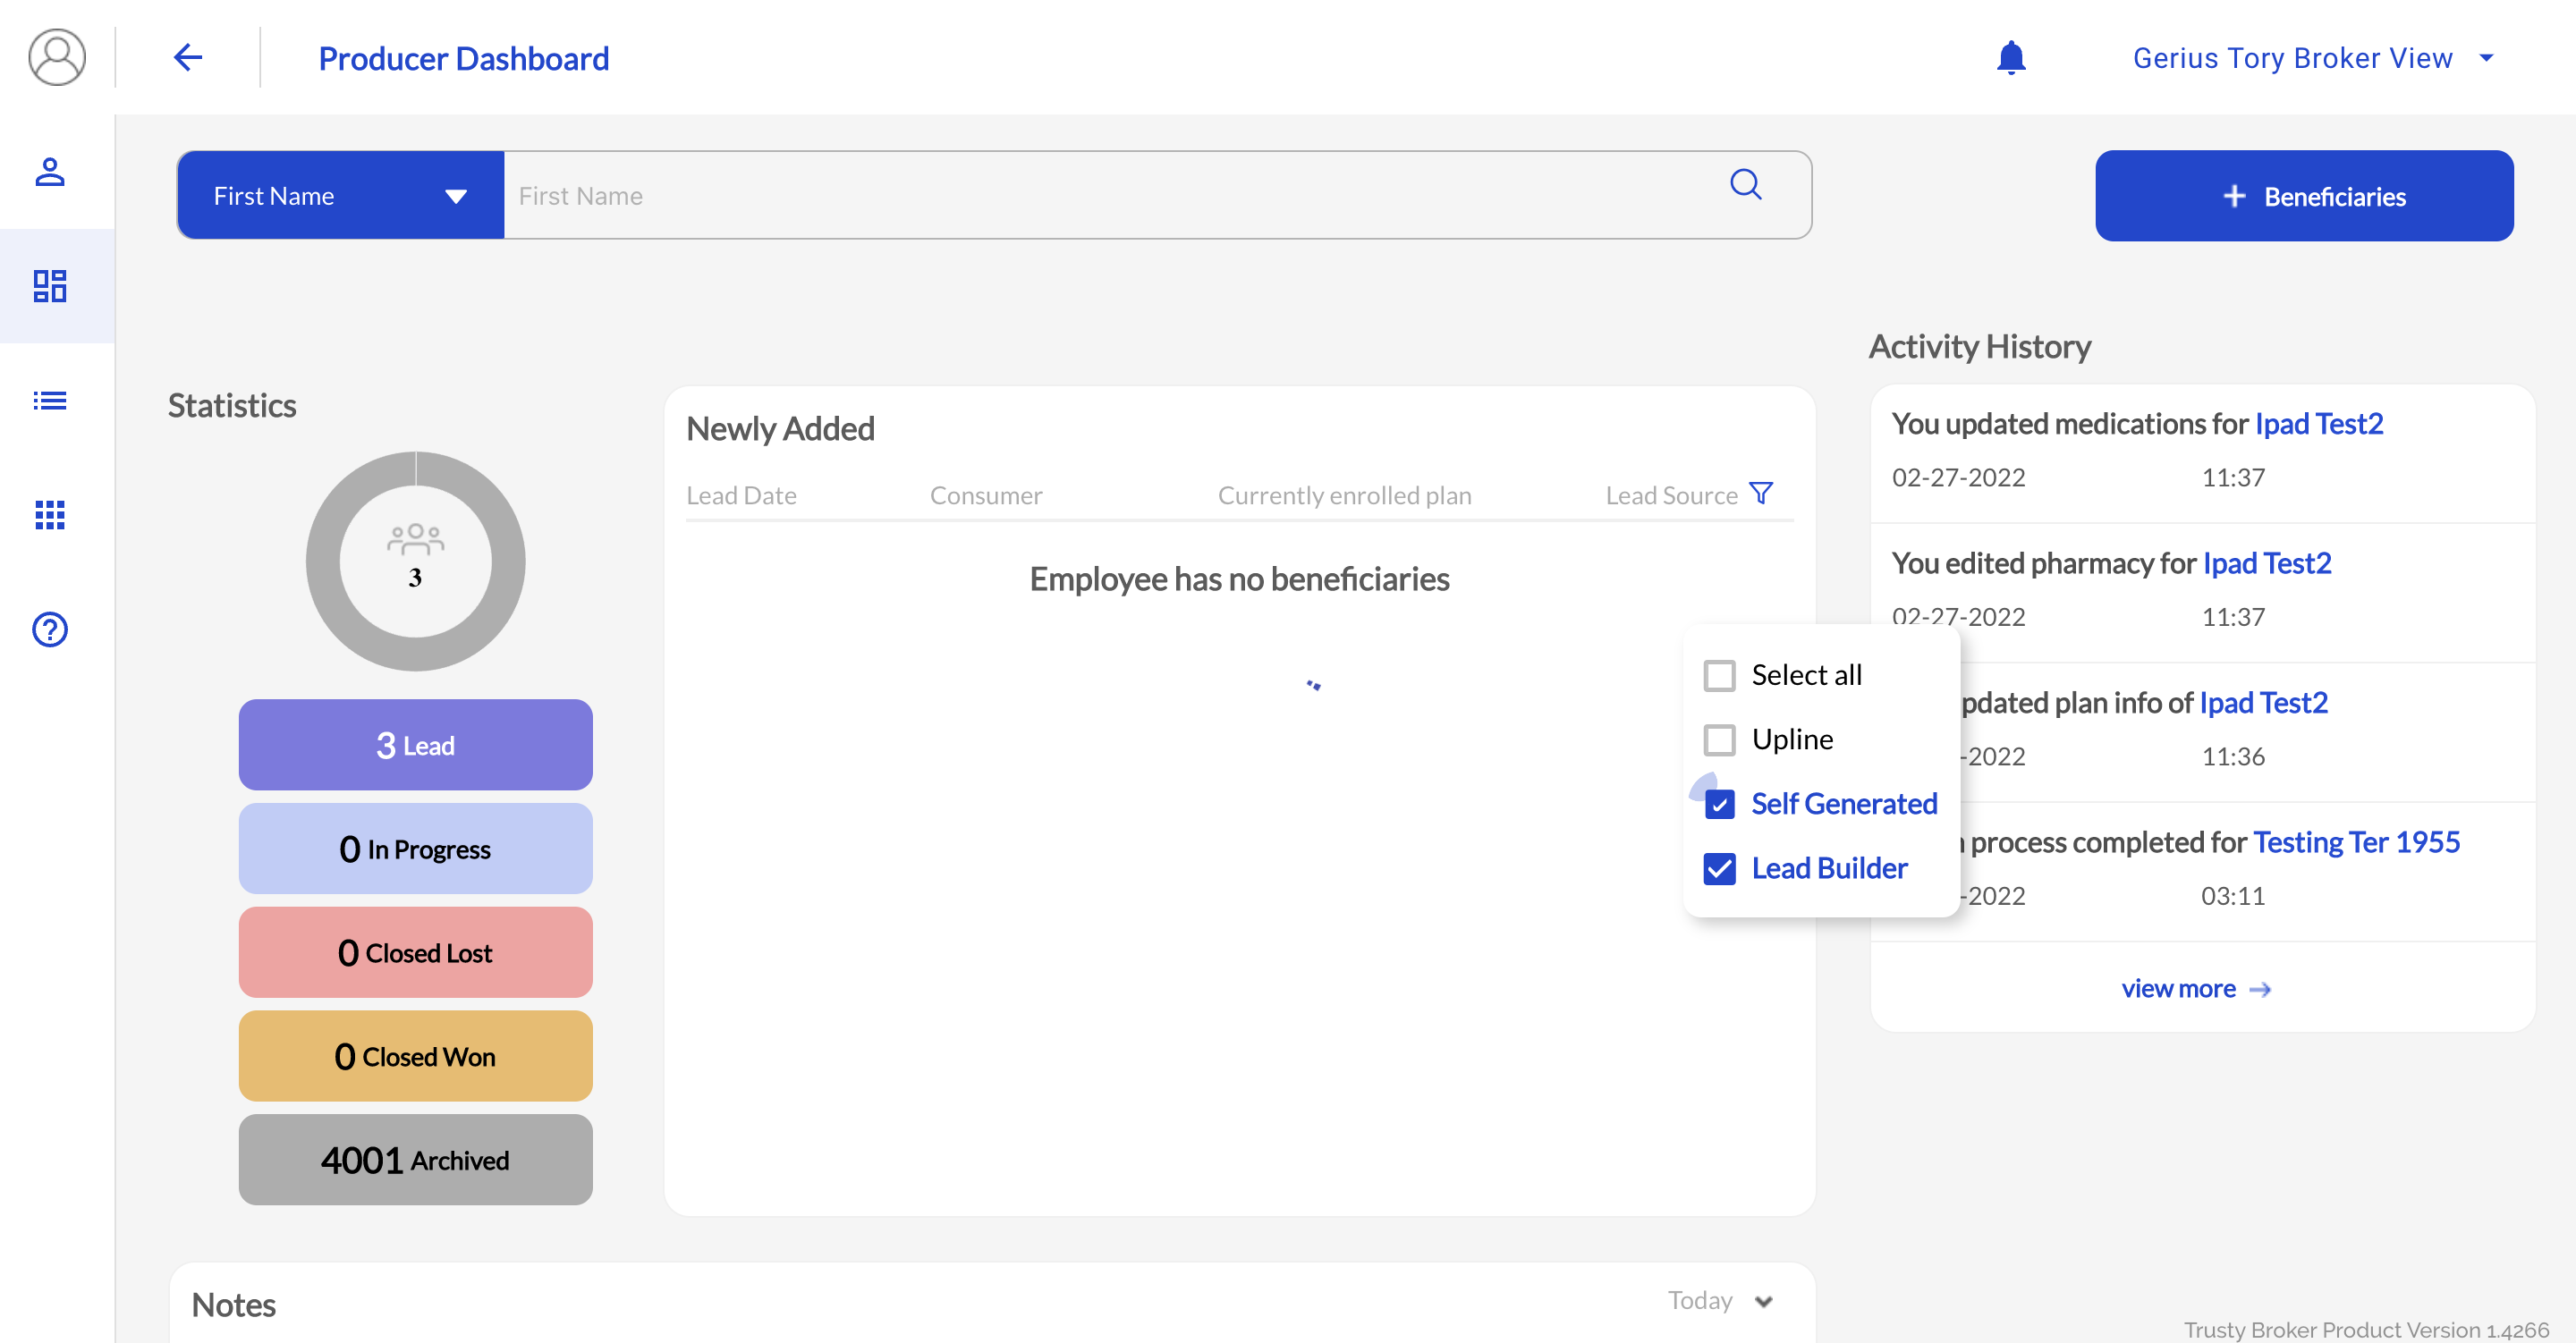 Producer Dashboard
Gerius Tory Broker View
First Name
First Name
+ Beneficiaries
Statistics
3
3 Lead
0 In Progress
0 Closed Lost
0 Closed Won
4001 Archived
Newly Added
Lead Date Consumer Currently enrolled plan Lead Source
Employee has no beneficiaries
Select all
Upline
Self Generated
Lead Builder
Activity History
You updated medications for Ipad Test2
02-27-2022 11:37
You edited pharmacy for Ipad Test2
02-27-2022 11:37
pdated plan info of Ipad Test2
-2022 11:36
process completed for Testing Ter 1955
-2022 03:11
view more →
Notes
Today
Trusty Broker Product Version 1.4266